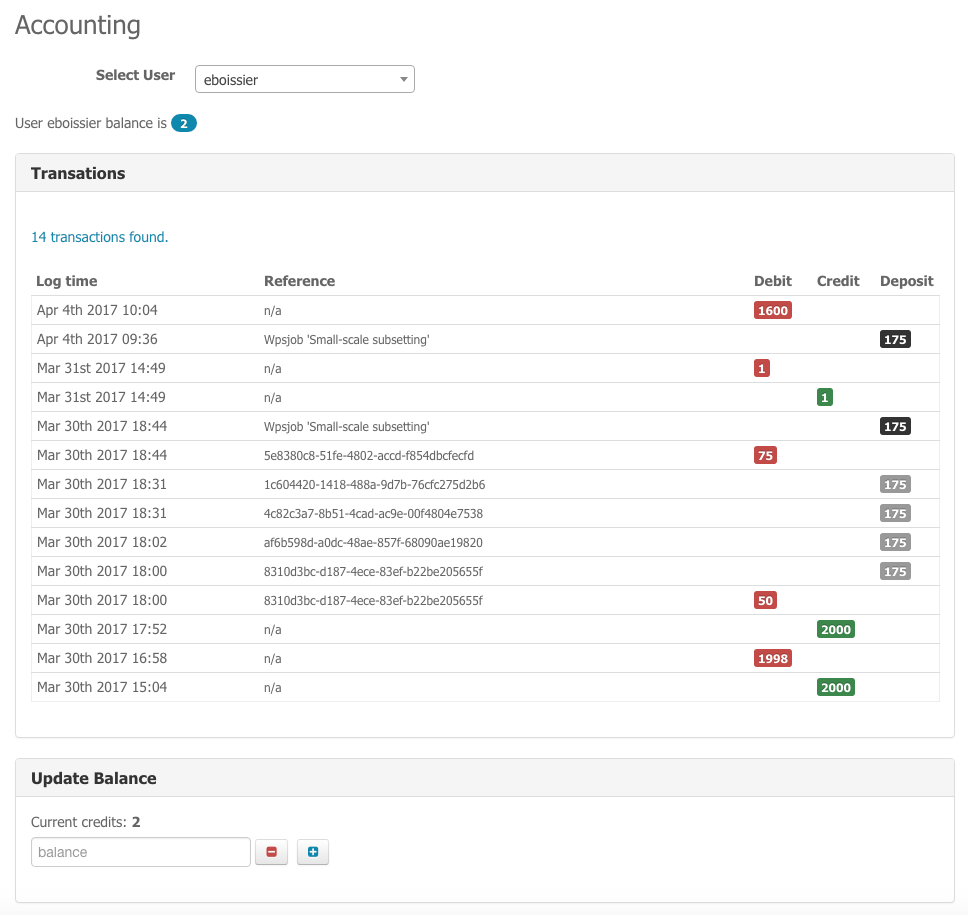 Accounting
Select User eboissier
User eboissier balance is 2
Transations
14 transactions found.
Log time Reference Debit Credit Deposit
Apr 4th 2017 10:04 n/a 1600
Apr 4th 2017 09:36 Wpsjob 'Small-scale subsetting' 175
Mar 31st 2017 14:49 n/a 1
Mar 31st 2017 14:49 n/a 1
Mar 30th 2017 18:44 Wpsjob 'Small-scale subsetting' 175
Mar 30th 2017 18:44 5e8380c8-51fe-4802-accd-f854dbcfecfd 75
Mar 30th 2017 18:31 1c604420-1418-488a-9d7b-76cfc275d2b6 175
Mar 30th 2017 18:31 4c82c3a7-8b51-4cad-ac9e-00f4804e7538 175
Mar 30th 2017 18:02 af6b598d-a0dc-48ae-857f-68090ae19820 175
Mar 30th 2017 18:00 8310d3bc-d187-4ece-83ef-b22be205655f 175
Mar 30th 2017 18:00 8310d3bc-d187-4ece-83ef-b22be205655f 50
Mar 30th 2017 17:52 n/a 2000
Mar 30th 2017 16:58 n/a 1998
Mar 30th 2017 15:04 n/a 2000
Update Balance
Current credits: 2
balance